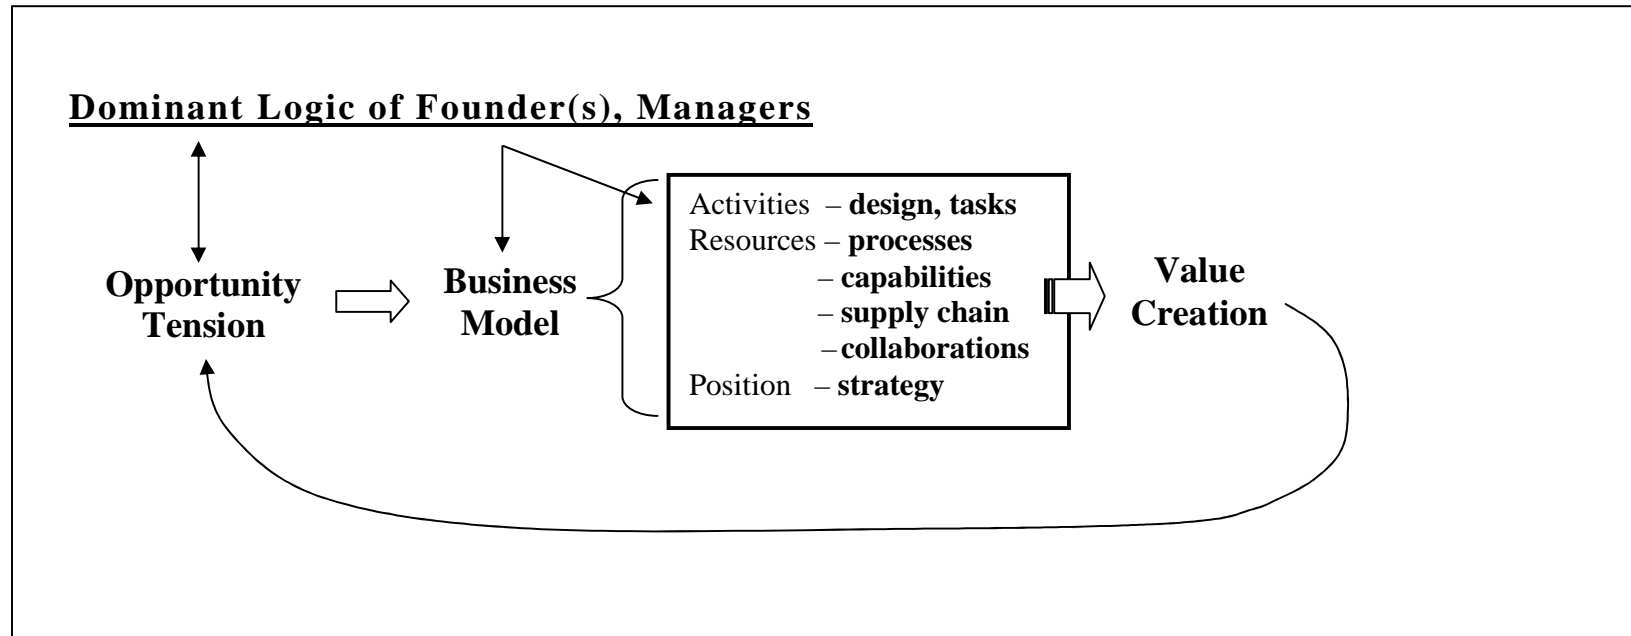 Dominant Logic of Founder(s), Managers
Opportunity
Tension
Business
Model
Activities – design, tasks
Resources – processes
– capabilities
– supply chain
– collaborations
Position – strategy
Value
Creation